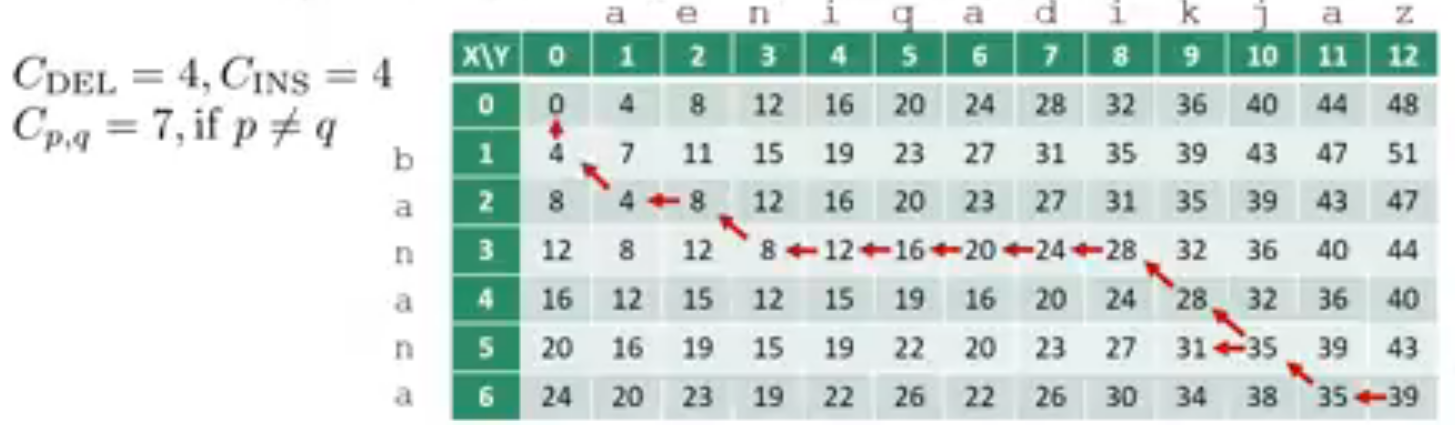 a e n i q a d i k j a z
C_DEL = 4, C_INS = 4
C_p,q = 7, if p ≠ q
X\Y 0 1 2 3 4 5 6 7 8 9 10 11 12
0 0 4 8 12 16 20 24 28 32 36 40 44 48
b 1 4 7 11 15 19 23 27 31 35 39 43 47 51
a 2 8 4 8 12 16 20 23 27 31 35 39 43 47
n 3 12 8 12 8 12 16 20 24 28 32 36 40 44
a 4 16 12 15 12 15 19 16 20 24 28 32 36 40
n 5 20 16 19 15 19 22 20 23 27 31 35 39 43
a 6 24 20 23 19 22 26 22 26 30 34 38 35 39